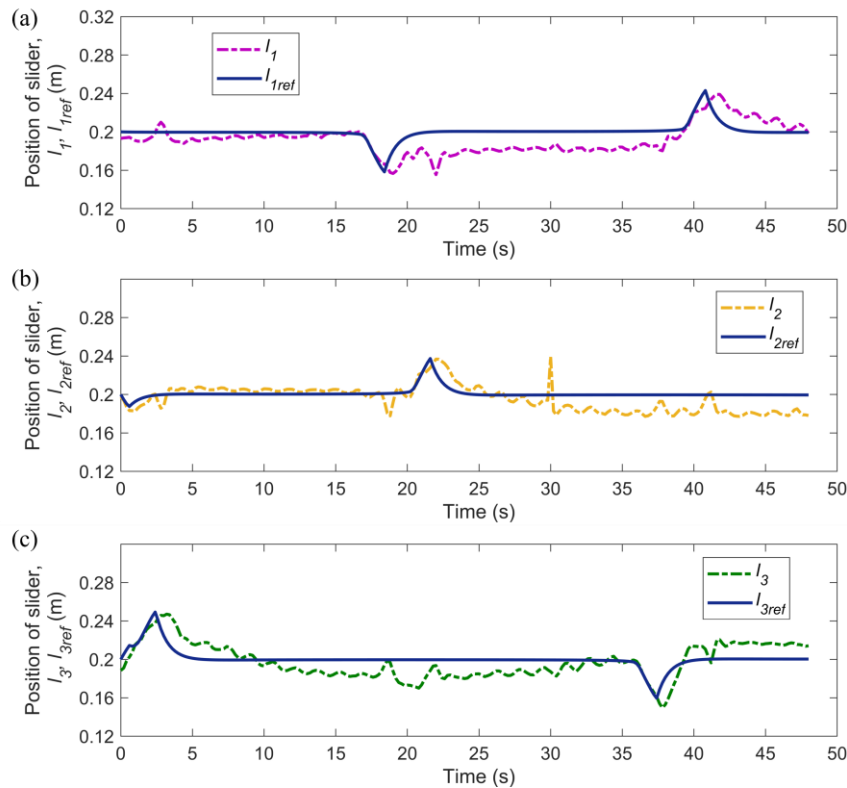 (a)
Position of slider,
l1, l1ref (m)
0.32
0.28
0.24
0.2
0.16
0.12
l1
l1ref
0 5 10 15 20 25 30 35 40 45 50
Time (s)
(b)
Position of slider,
l2, l2ref (m)
0.28
0.24
0.2
0.16
0.12
l2
l2ref
0 5 10 15 20 25 30 35 40 45 50
Time (s)
(c)
Position of slider,
l3, l3ref (m)
0.28
0.24
0.2
0.16
0.12
l3
l3ref
0 5 10 15 20 25 30 35 40 45 50
Time (s)